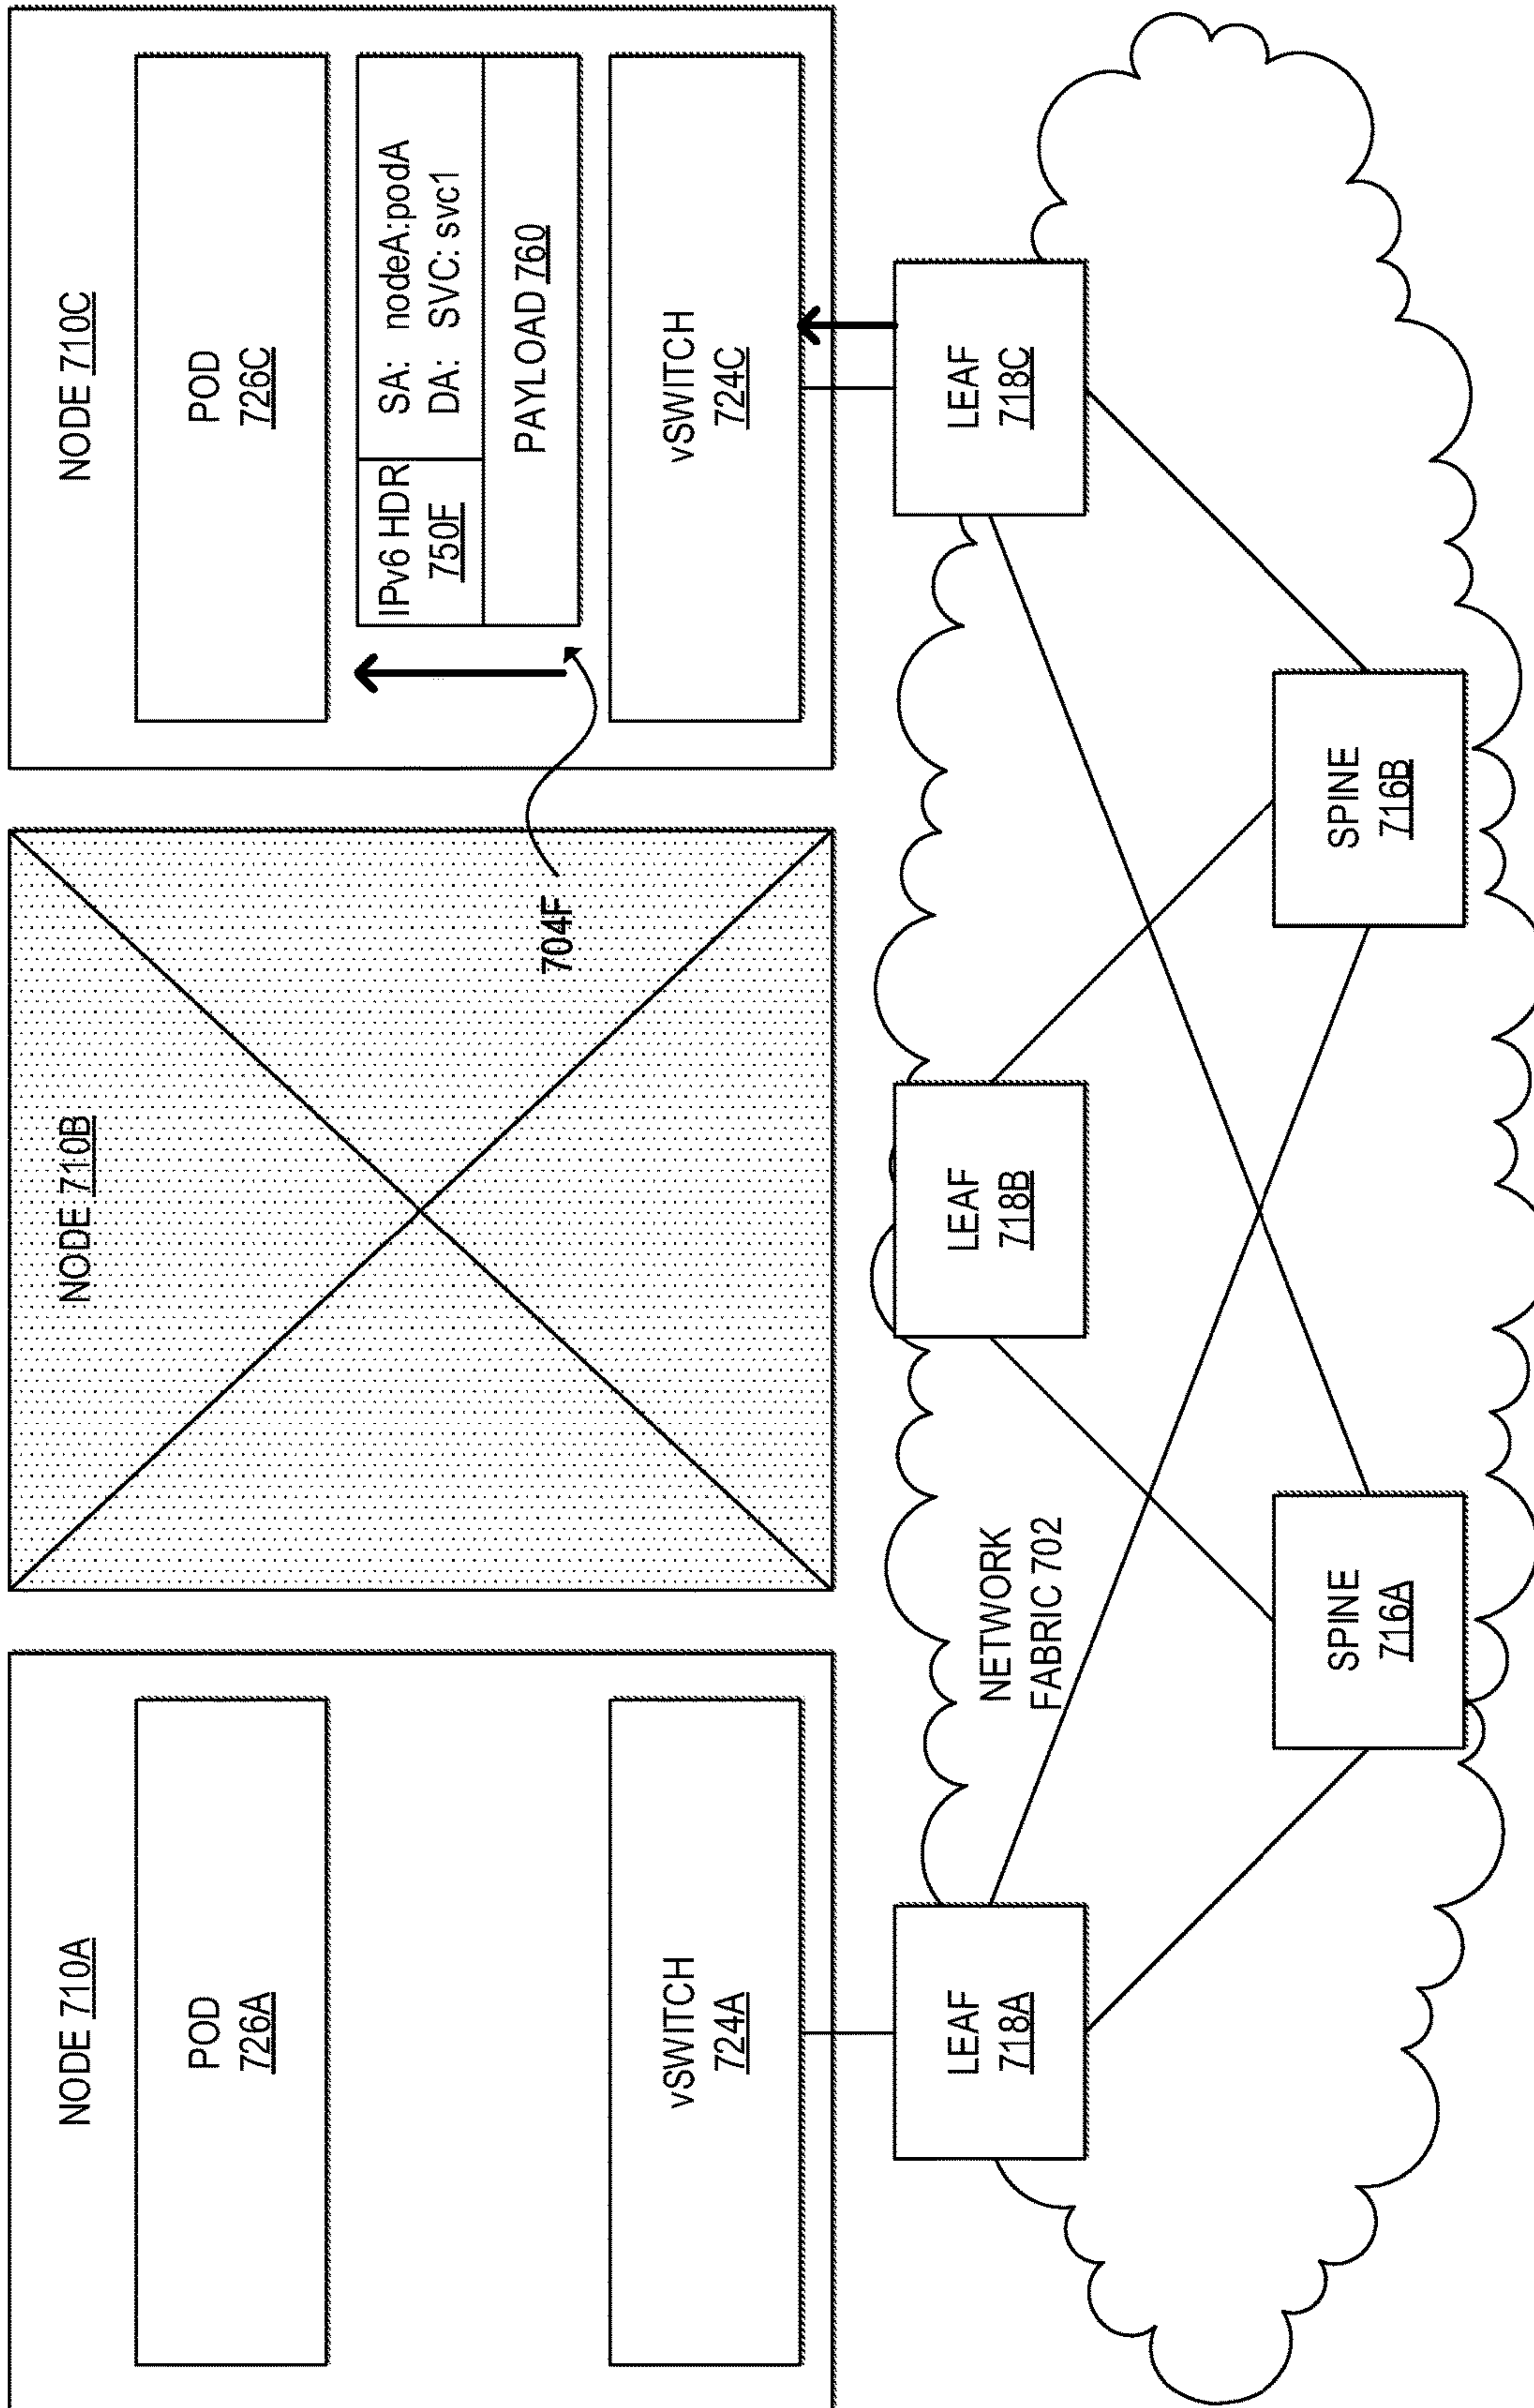 NODE 710A
POD
726A
vSWITCH
724A
NODE 710B
704F
NODE 710C
POD
726C
IPv6 HDR
750F
SA: nodeA:podA
DA: SVC: svc1
PAYLOAD 760
vSWITCH
724C
LEAF
718A
LEAF
718B
LEAF
718C
NETWORK
FABRIC 702
SPINE
716A
SPINE
716B